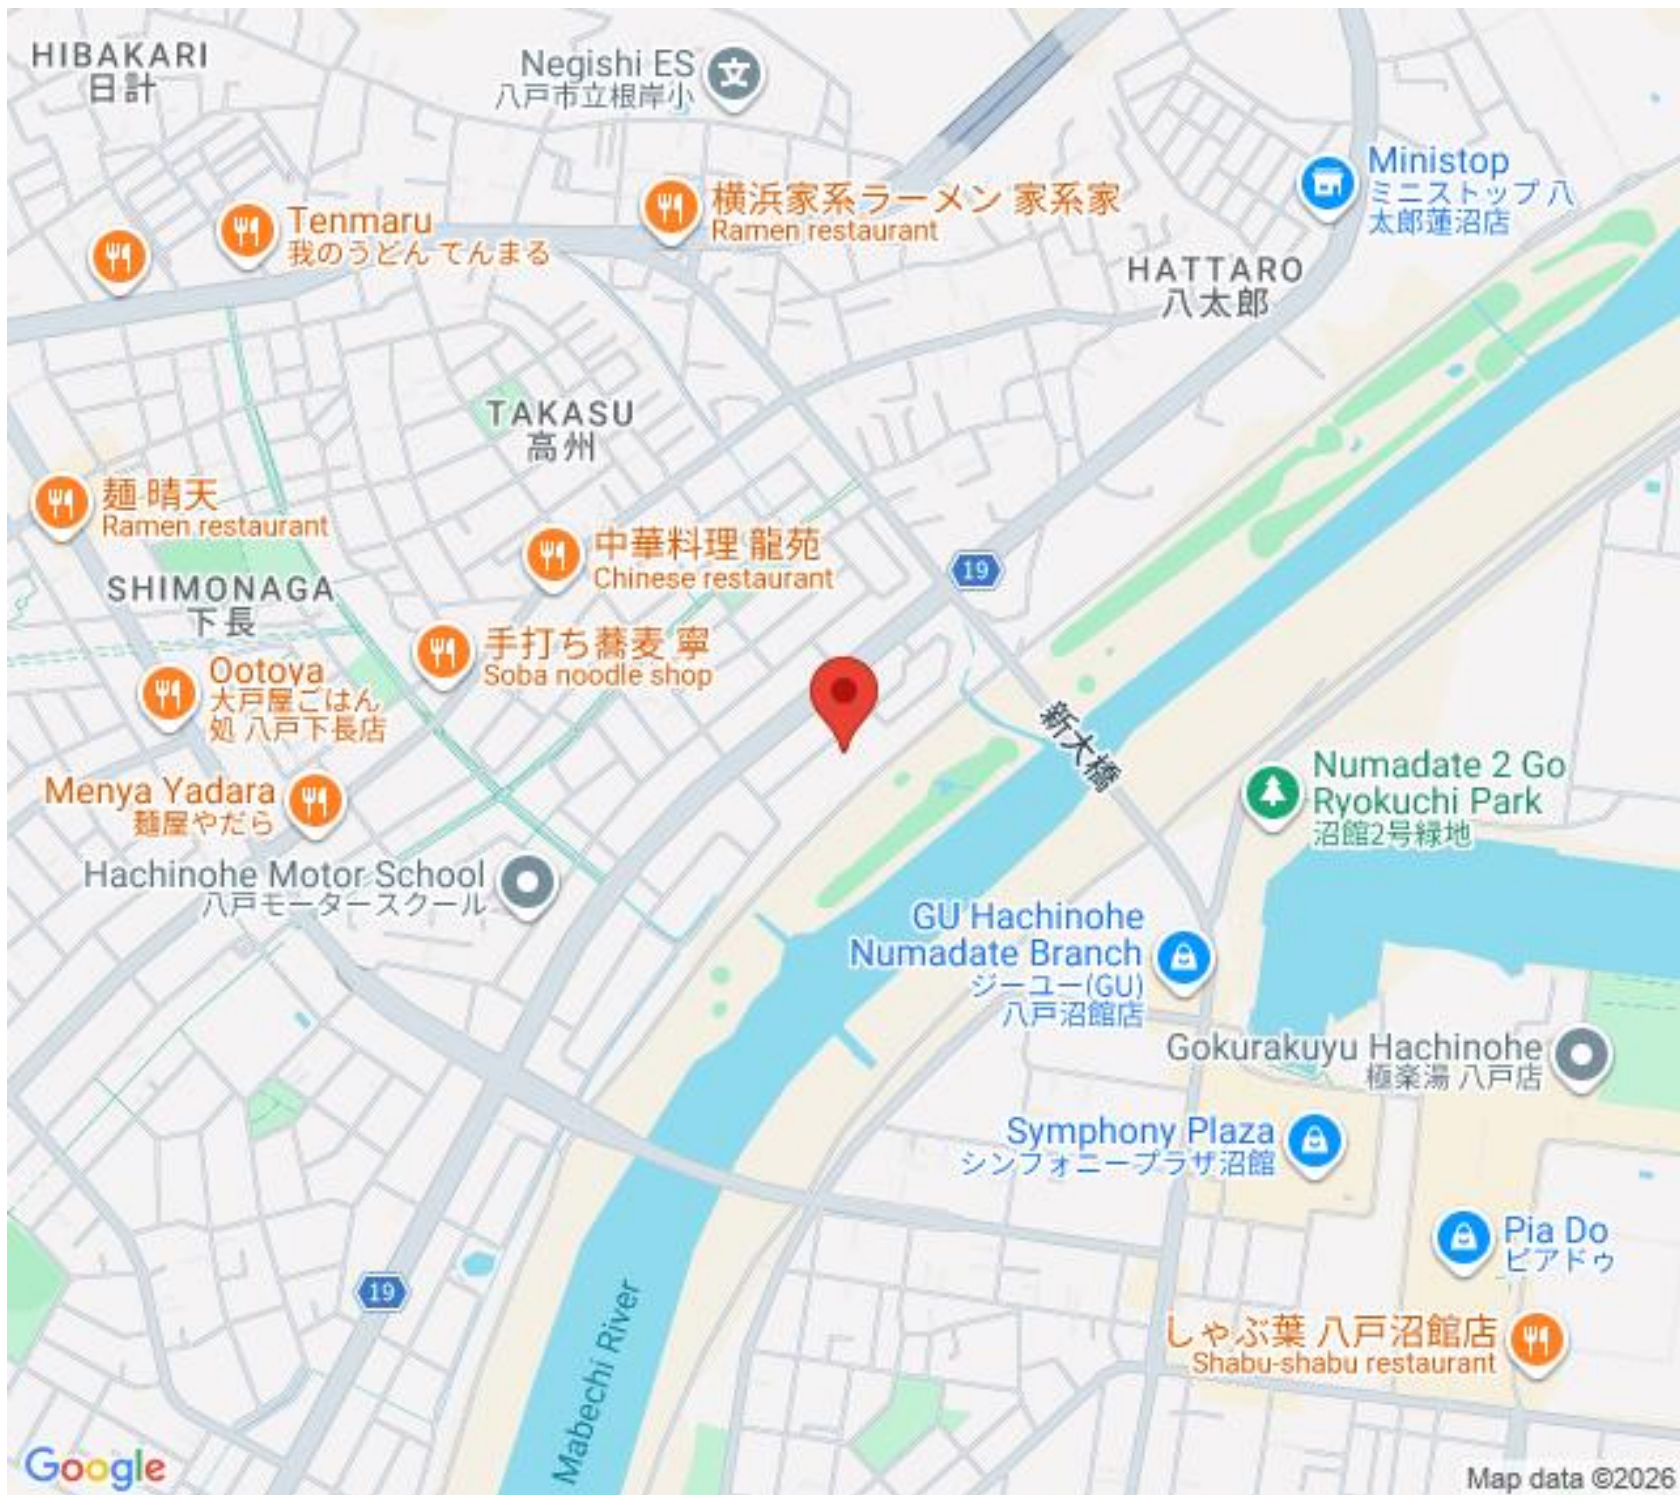 HIBAKARI
日計
Negishi ES
八戸市立根岸小
Ministop
ミニストップ 八
太郎蓮沼店
Tenmaru
我のうどん てんまる
横浜家系ラーメン 家系家
Ramen restaurant
HATTARO
八太郎
TAKASU
高州
麺 晴天
Ramen restaurant
中華料理 龍苑
Chinese restaurant
19
SHIMONAGA
下長
手打ち蕎麦 寧
Soba noodle shop
Ootoya
大戸屋ごはん
処 八戸下長店
新大橋
Menya Yadara
麺屋やだら
Numadate 2 Go
Ryokuchi Park
沼館2号緑地
Hachinohe Motor School
八戸モータースクール
GU Hachinohe
Numadate Branch
ジーユー(GU)
八戸沼館店
Gokurakuyu Hachinohe
極楽湯 八戸店
Symphony Plaza
シンフォニープラザ沼館
Pia Do
ピアドゥ
19
しゃぶ葉 八戸沼館店
Shabu-shabu restaurant
Mabechi River
Google
Map data ©2026